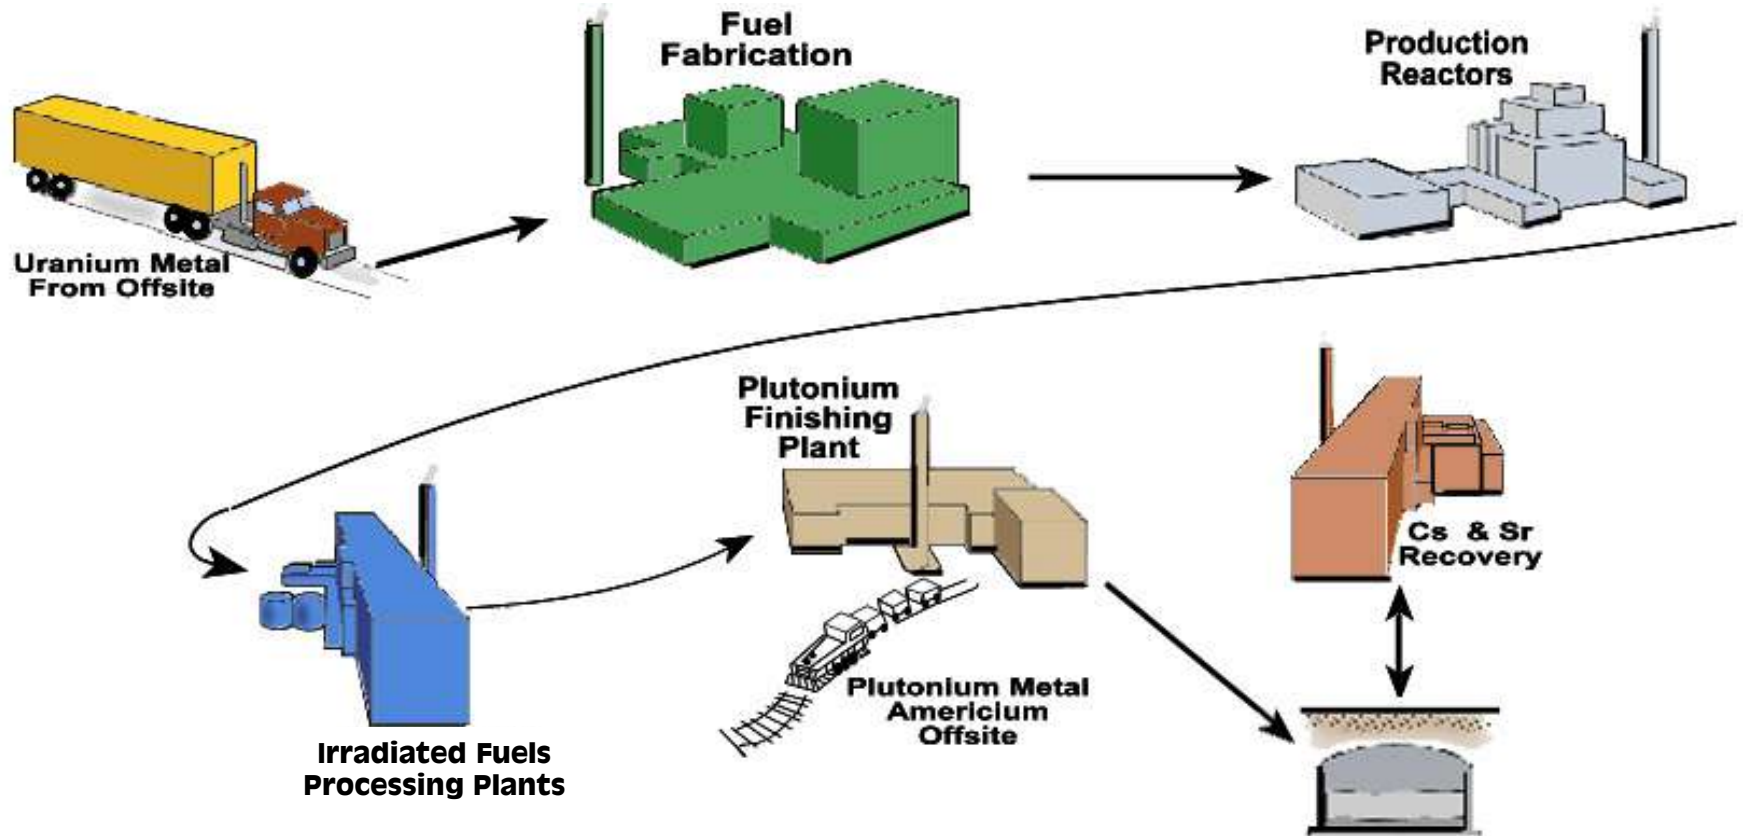 Fuel
Fabrication
Production
Reactors
Uranium Metal
From Offsite
Plutonium
Finishing
Plant
Cs & Sr
Recovery
Plutonium Metal
Americium
Offsite
Irradiated Fuels
Processing Plants